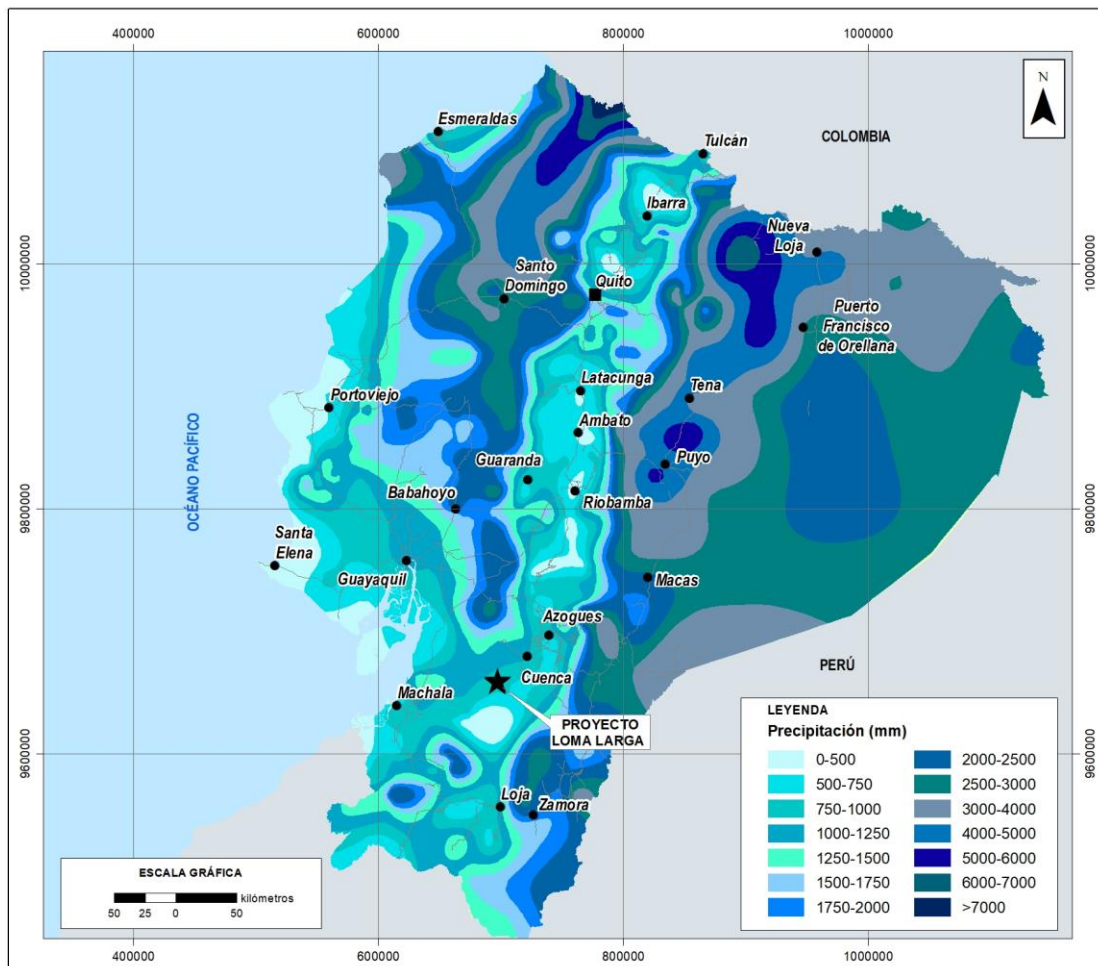 400000 600000 800000 1000000
N
Esmeraldas
Tulcán
COLOMBIA
Ibarra
Nueva
Loja
10000000 10000000
Santo
Domingo
Quito
Puerto
Francisco
de Orellana
Latacunga
Tena
Portoviejo
Ambato
OCÉANO PACÍFICO
Guaranda
Puyo
Babahoyo
Riobamba
9800000 9800000
Santa
Elena
Guayaquil
Macas
Azogues
Cuenca
PERÚ
Machala
PROYECTO
LOMA LARGA
9600000 9600000
Loja
Zamora
LEYENDA
Precipitación (mm)
0-500
500-750
750-1000
1000-1250
1250-1500
1500-1750
1750-2000
2000-2500
2500-3000
3000-4000
4000-5000
5000-6000
6000-7000
>7000
ESCALA GRÁFICA
kilómetros
50 25 0 50
400000 600000 800000 1000000